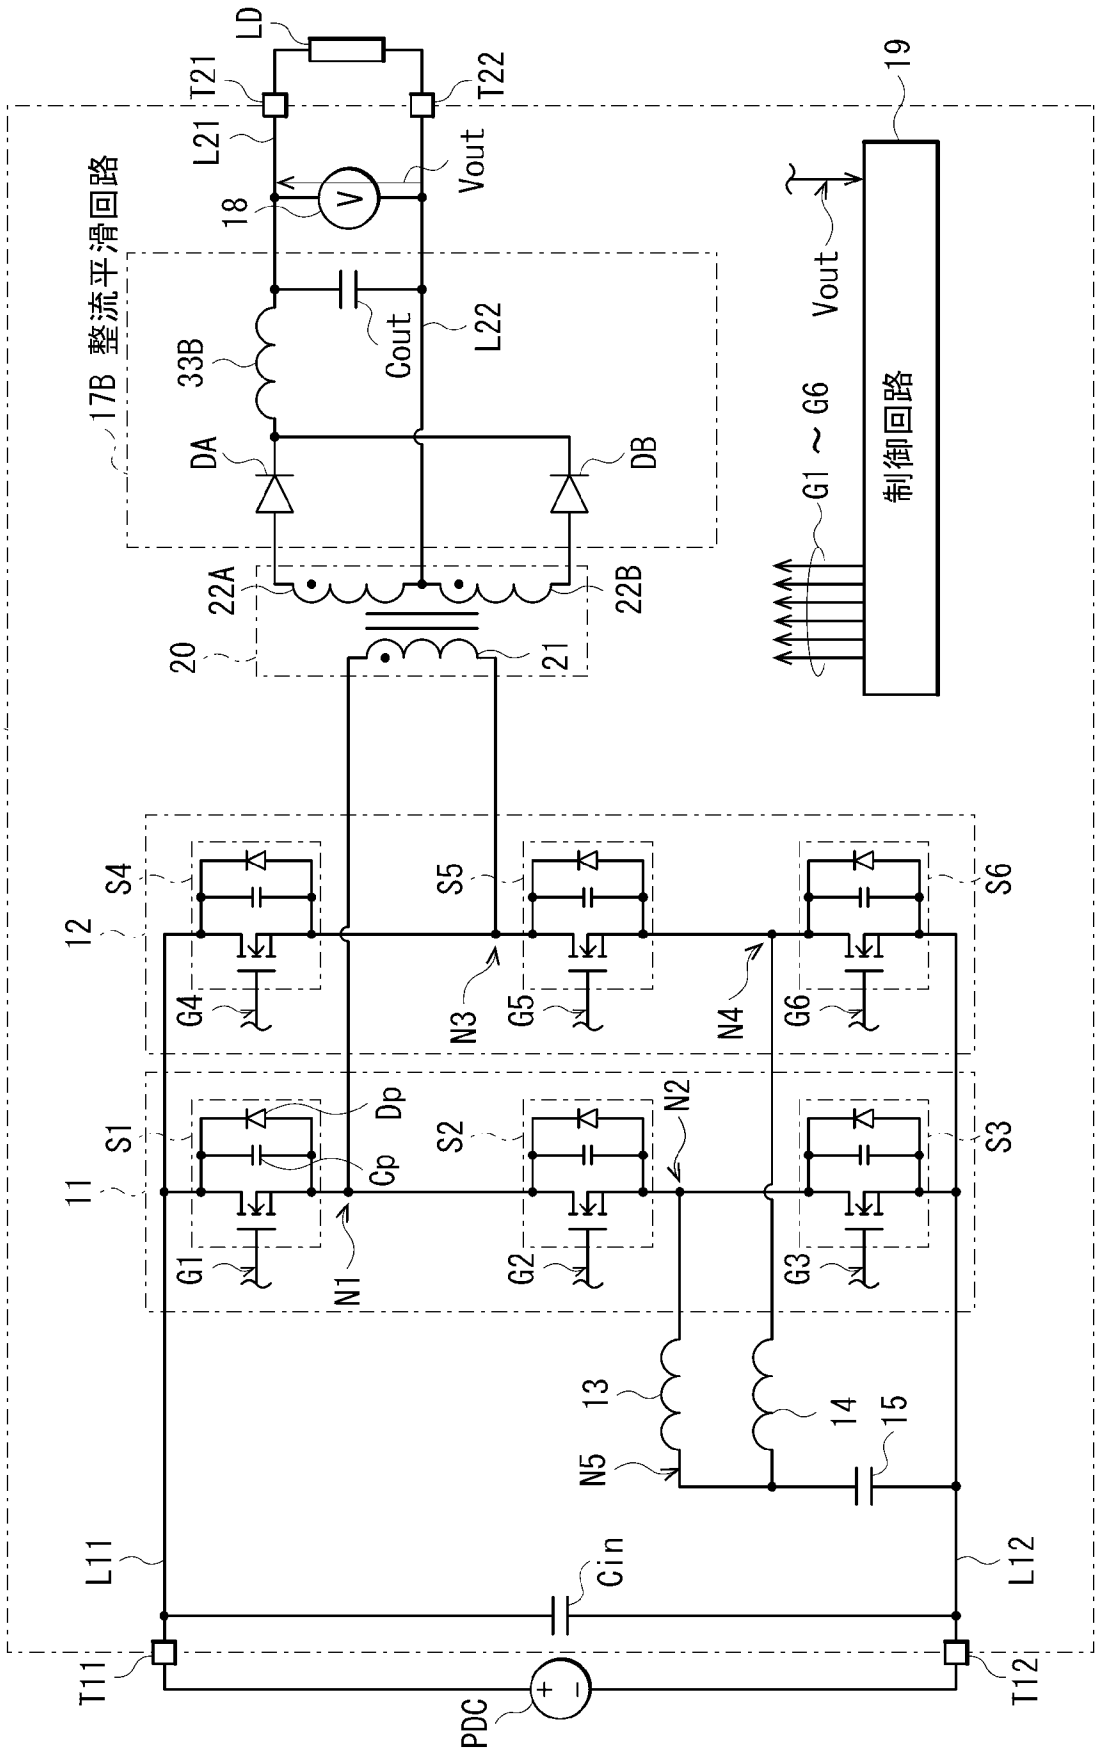 T11
PDC
T12
L11
Cin
L12
N5
13
14
15
11
S1
G1
Cp
Dp
N1
S2
G2
N2
S3
G3
12
S4
G4
N3
S5
G5
N4
S6
G6
20
21
22A
22B
17B 整流平滑回路
DA
DB
33B
Cout
L22
18
V
Vout
L21
T21
T22
LD
G1 ～ G6
Vout
制御回路
19